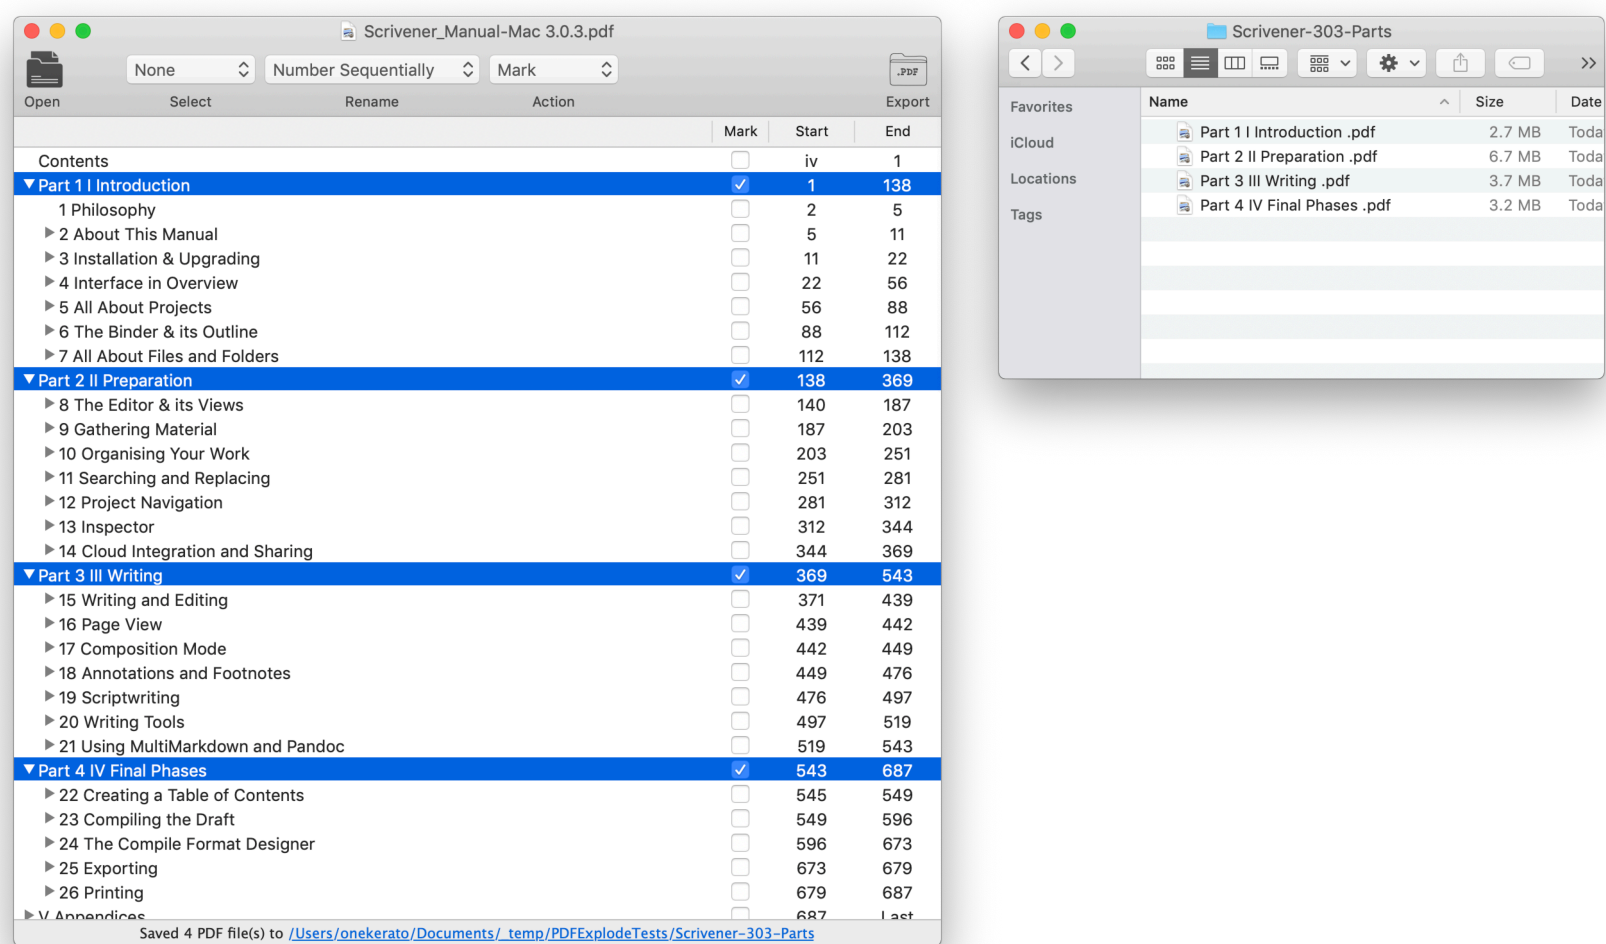 Scrivener_Manual-Mac 3.0.3.pdf
None Number Sequentially Mark .PDF
Open Select Rename Action Export
Mark Start End
Contents iv 1
Part 1 I Introduction 1 138
1 Philosophy 2 5
2 About This Manual 5 11
3 Installation & Upgrading 11 22
4 Interface in Overview 22 56
5 All About Projects 56 88
6 The Binder & its Outline 88 112
7 All About Files and Folders 112 138
Part 2 II Preparation 138 369
8 The Editor & its Views 140 187
9 Gathering Material 187 203
10 Organising Your Work 203 251
11 Searching and Replacing 251 281
12 Project Navigation 281 312
13 Inspector 312 344
14 Cloud Integration and Sharing 344 369
Part 3 III Writing 369 543
15 Writing and Editing 371 439
16 Page View 439 442
17 Composition Mode 442 449
18 Annotations and Footnotes 449 476
19 Scriptwriting 476 497
20 Writing Tools 497 519
21 Using MultiMarkdown and Pandoc 519 543
Part 4 IV Final Phases 543 687
22 Creating a Table of Contents 545 549
23 Compiling the Draft 549 596
24 The Compile Format Designer 596 673
25 Exporting 673 679
26 Printing 679 687
V Appendices 687 Last
Saved 4 PDF file(s) to /Users/onekerato/Documents/_temp/PDFExplodeTests/Scrivener-303-Parts
Scrivener-303-Parts
Favorites
iCloud
Locations
Tags
Name Size Date
Part 1 I Introduction .pdf 2.7 MB Toda
Part 2 II Preparation .pdf 6.7 MB Toda
Part 3 III Writing .pdf 3.7 MB Toda
Part 4 IV Final Phases .pdf 3.2 MB Toda